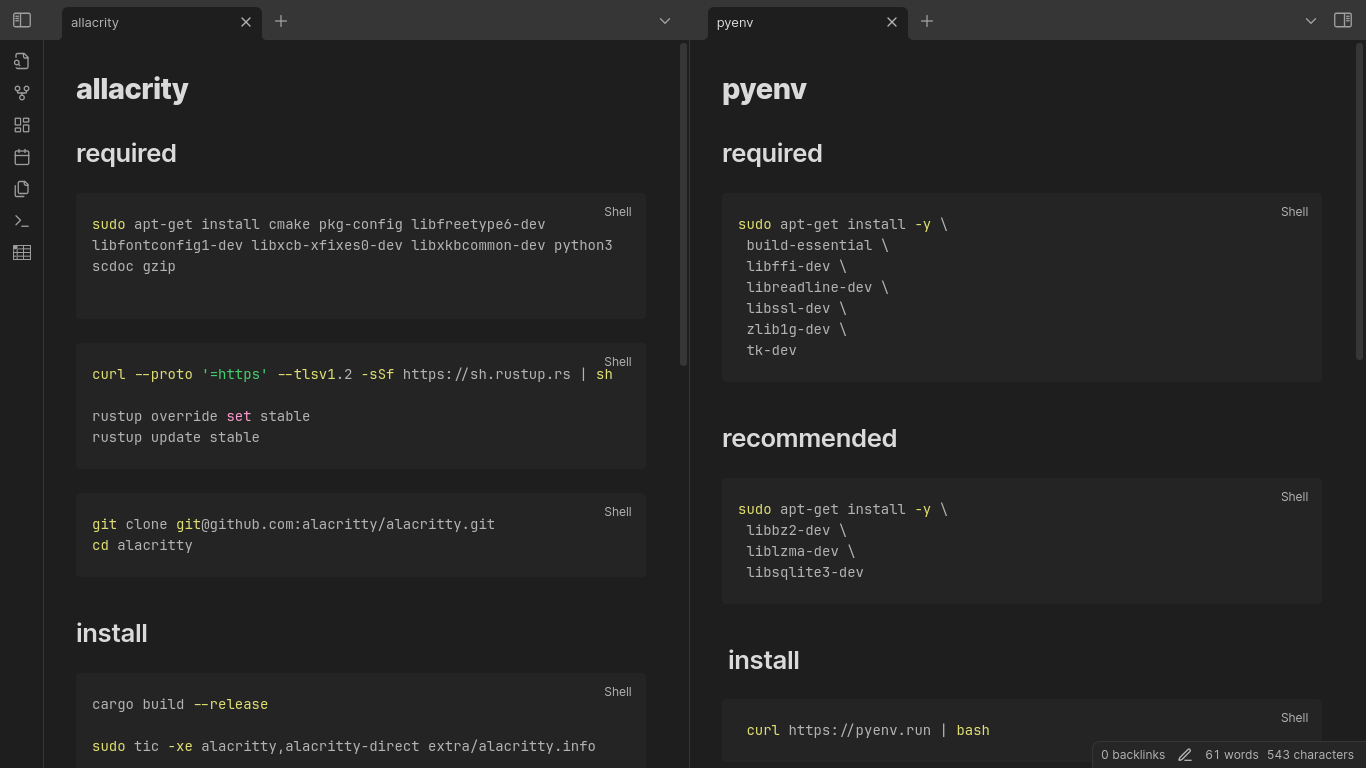 allacrity
pyenv
allacrity
required
Shell
sudo apt-get install cmake pkg-config libfreetype6-dev
libfontconfig1-dev libxcb-xfixes0-dev libxkbcommon-dev python3
scdoc gzip
Shell
curl --proto '=https' --tlsv1.2 -sSf https://sh.rustup.rs | sh
rustup override set stable
rustup update stable
Shell
git clone git@github.com:alacritty/alacritty.git
cd alacritty
install
Shell
cargo build --release
sudo tic -xe alacritty,alacritty-direct extra/alacritty.info
pyenv
required
Shell
sudo apt-get install -y \
build-essential \
libffi-dev \
libreadline-dev \
libssl-dev \
zlib1g-dev \
tk-dev
recommended
Shell
sudo apt-get install -y \
libbz2-dev \
liblzma-dev \
libsqlite3-dev
install
Shell
curl https://pyenv.run | bash
0 backlinks 61 words 543 characters